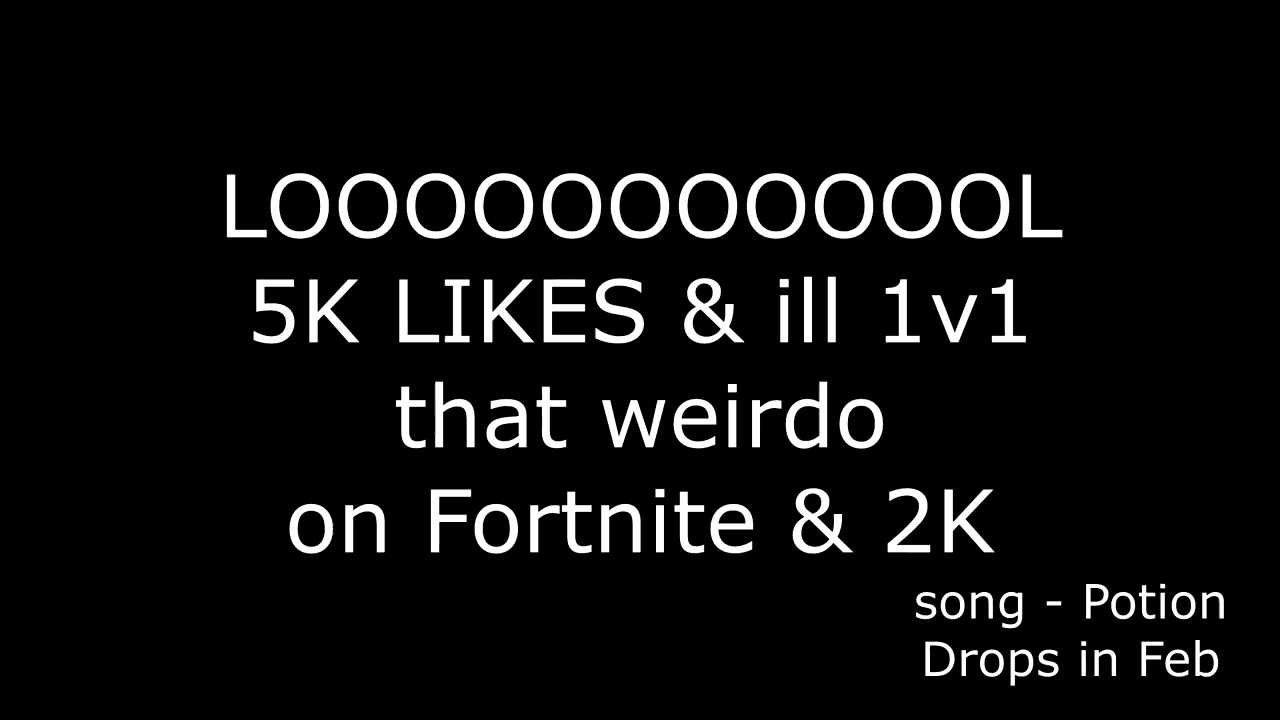 LOOOOOOOOOOOL
5K LIKES & ill 1v1
that weirdo
on Fortnite & 2K
song - Potion
Drops in Feb